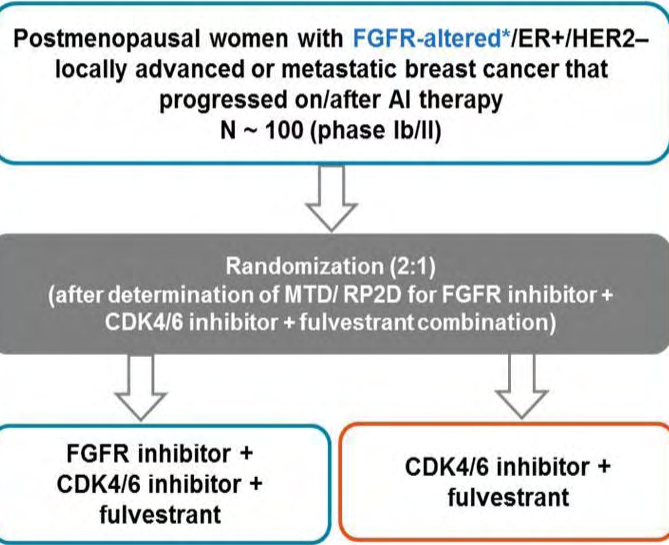 Postmenopausal women with FGFR-altered*/ER+/HER2–
locally advanced or metastatic breast cancer that
progressed on/after AI therapy
N ~ 100 (phase Ib/II)
Randomization (2:1)
(after determination of MTD/ RP2D for FGFR inhibitor +
CDK4/6 inhibitor + fulvestrant combination)
FGFR inhibitor +
CDK4/6 inhibitor +
fulvestrant
CDK4/6 inhibitor +
fulvestrant